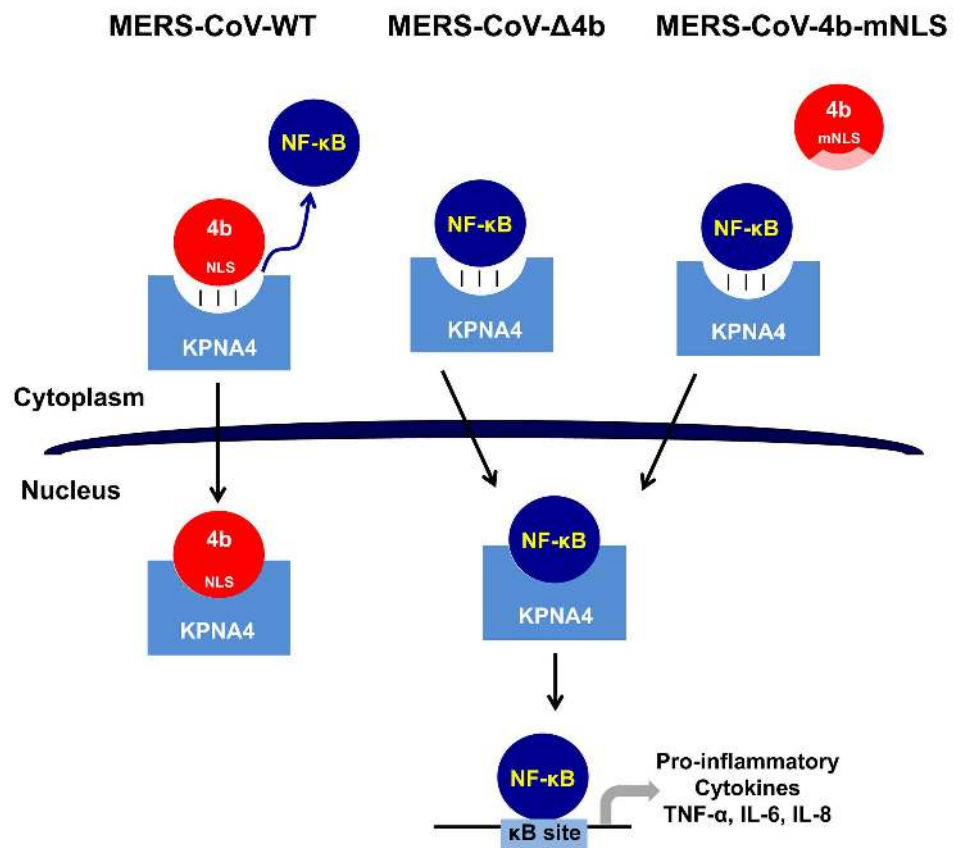 MERS-CoV-WT
MERS-CoV-Δ4b
MERS-CoV-4b-mNLS
NF-κB
4b
NLS
KPNA4
NF-κB
KPNA4
4b
mNLS
NF-κB
KPNA4
Cytoplasm
Nucleus
4b
NLS
KPNA4
NF-κB
KPNA4
NF-κB
κB site
Pro-inflammatory
Cytokines
TNF-α, IL-6, IL-8